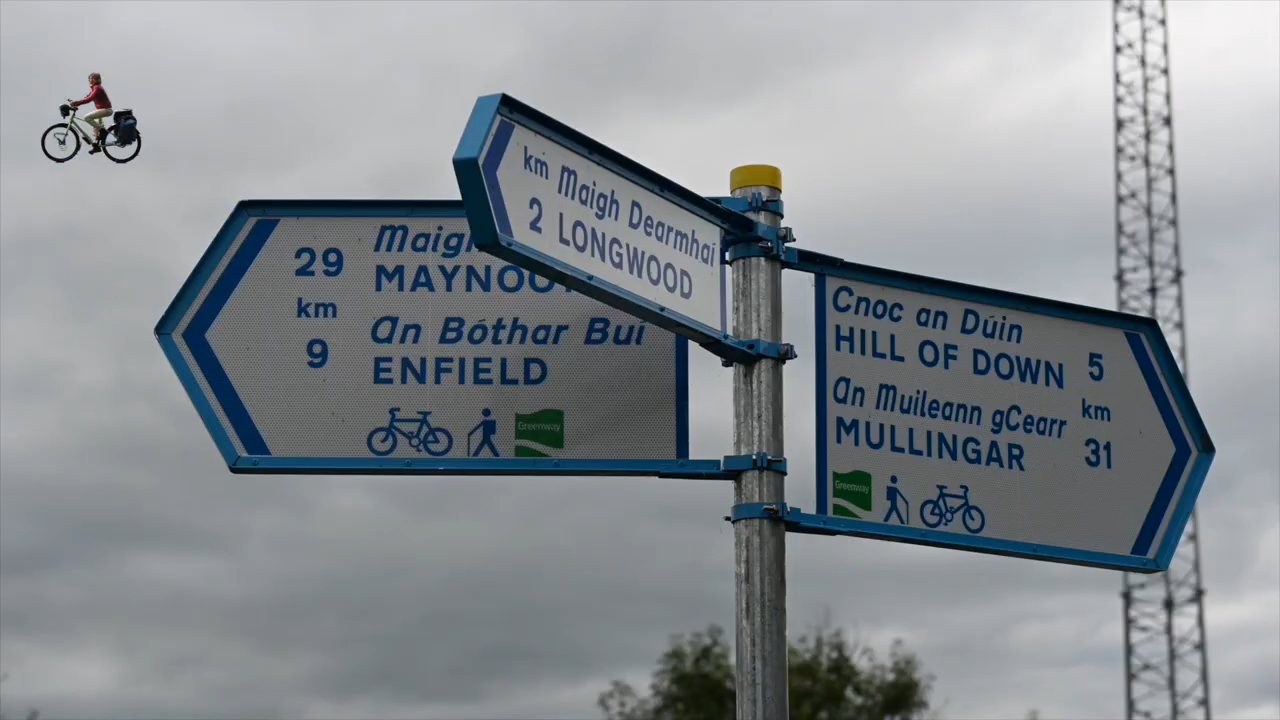 km Maigh Dearmhaí
2 LONGWOOD
29
MAYNOO
km
An Bóthar Buí
9
ENFIELD
Greenway
Cnoc an Dúin
HILL OF DOWN 5
km
An Muileann gCearr
MULLINGAR 31
Greenway